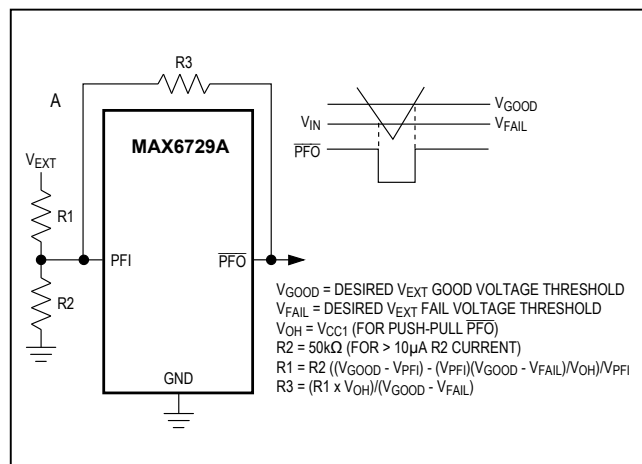 R3
A
MAX6729A
VEXT
R1
R2
PFI
PFO
GND
VIN
PFO
VGOOD
VFAIL
VGOOD = DESIRED VEXT GOOD VOLTAGE THRESHOLD
VFAIL = DESIRED VEXT FAIL VOLTAGE THRESHOLD
VOH = VCC1 (FOR PUSH-PULL PFO)
R2 = 50kΩ (FOR > 10µA R2 CURRENT)
R1 = R2 ((VGOOD - VPFI) - (VPFI)(VGOOD - VFAIL)/VOH)/VPFI
R3 = (R1 x VOH)/(VGOOD - VFAIL)